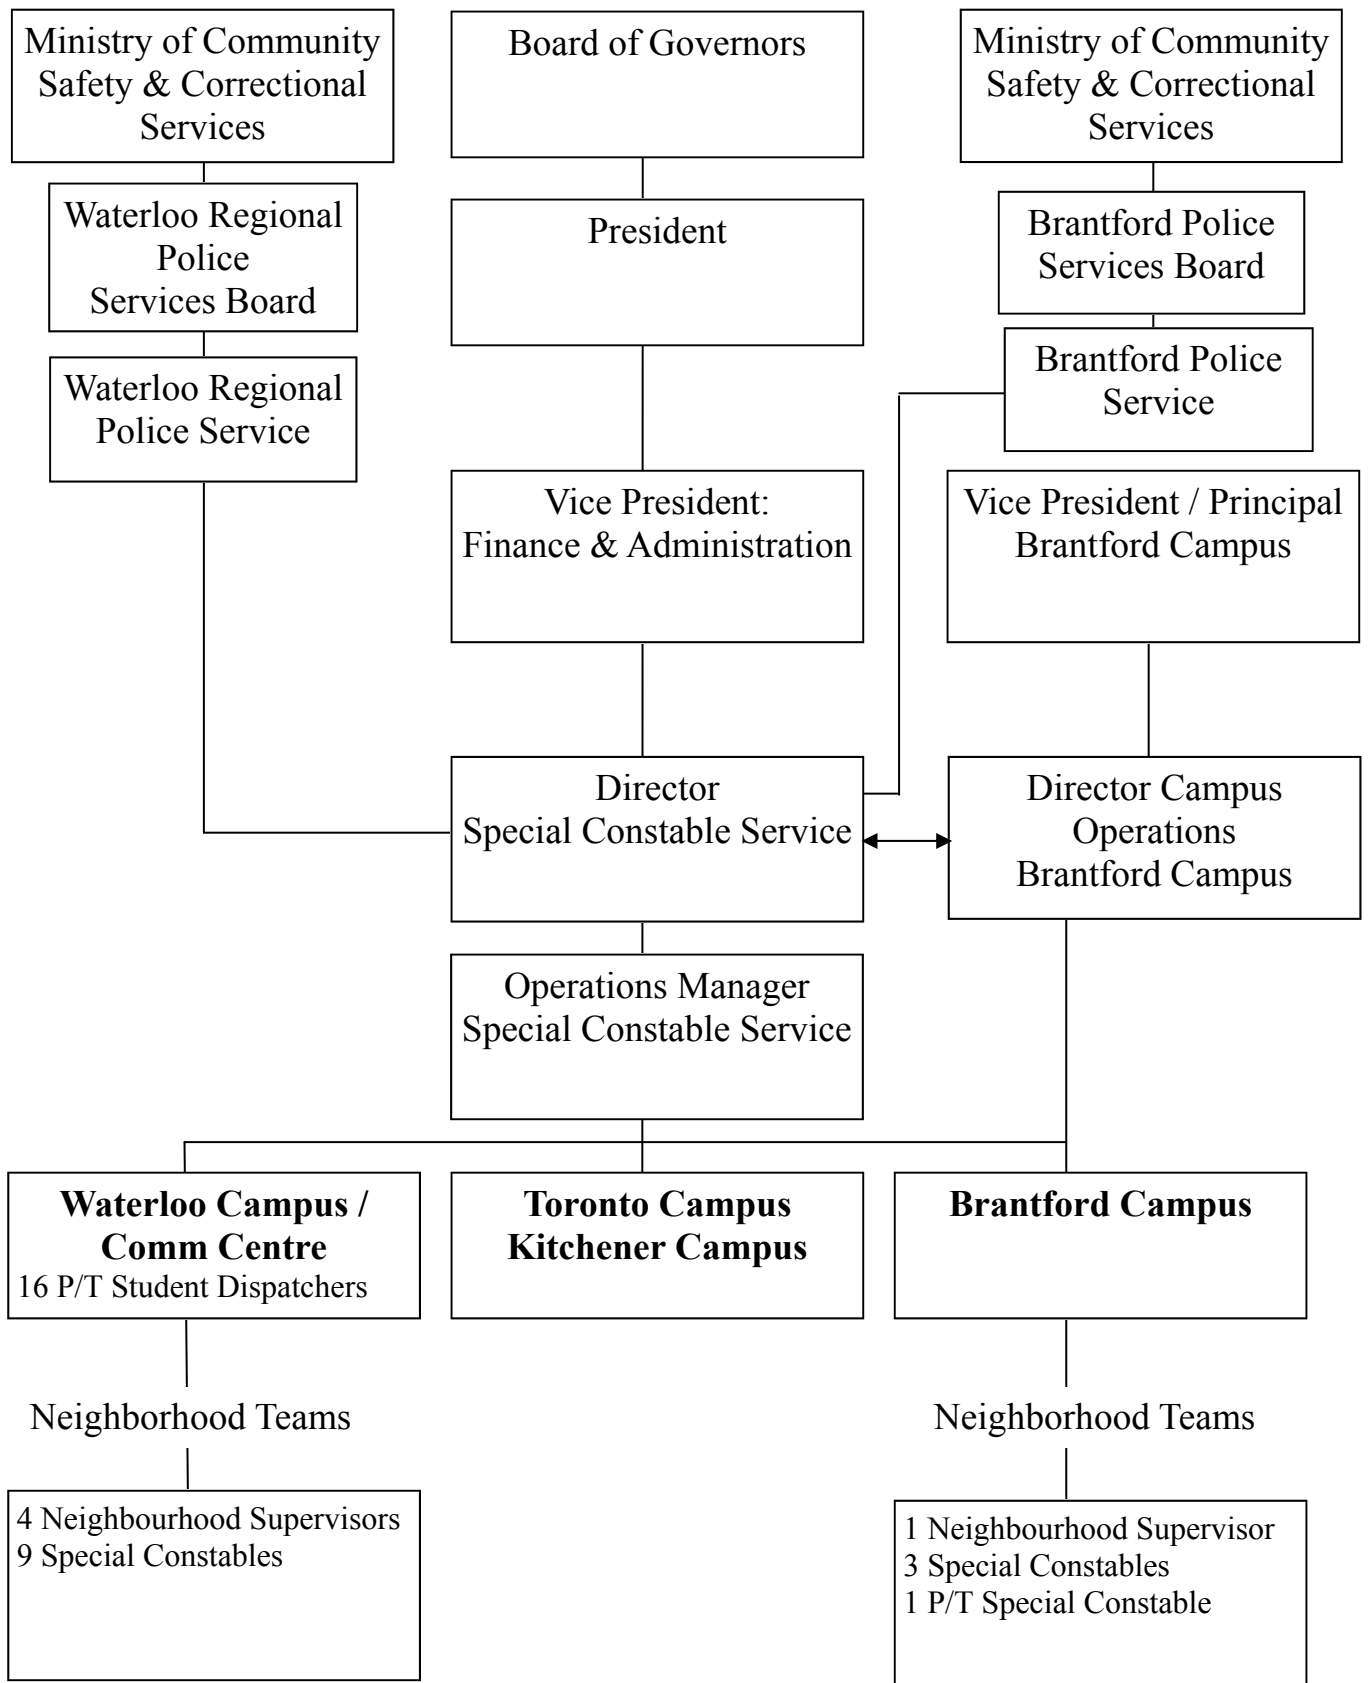 Ministry of Community
Safety & Correctional
Services
Board of Governors
Ministry of Community
Safety & Correctional
Services
Waterloo Regional
Police
Services Board
President
Brantford Police
Services Board
Waterloo Regional
Police Service
Brantford Police
Service
Vice President:
Finance & Administration
Vice President / Principal
Brantford Campus
Director
Special Constable Service
Director Campus
Operations
Brantford Campus
Operations Manager
Special Constable Service
Waterloo Campus /
Comm Centre
16 P/T Student Dispatchers
Toronto Campus
Kitchener Campus
Brantford Campus
Neighborhood Teams
Neighborhood Teams
4 Neighbourhood Supervisors
9 Special Constables
1 Neighbourhood Supervisor
3 Special Constables
1 P/T Special Constable